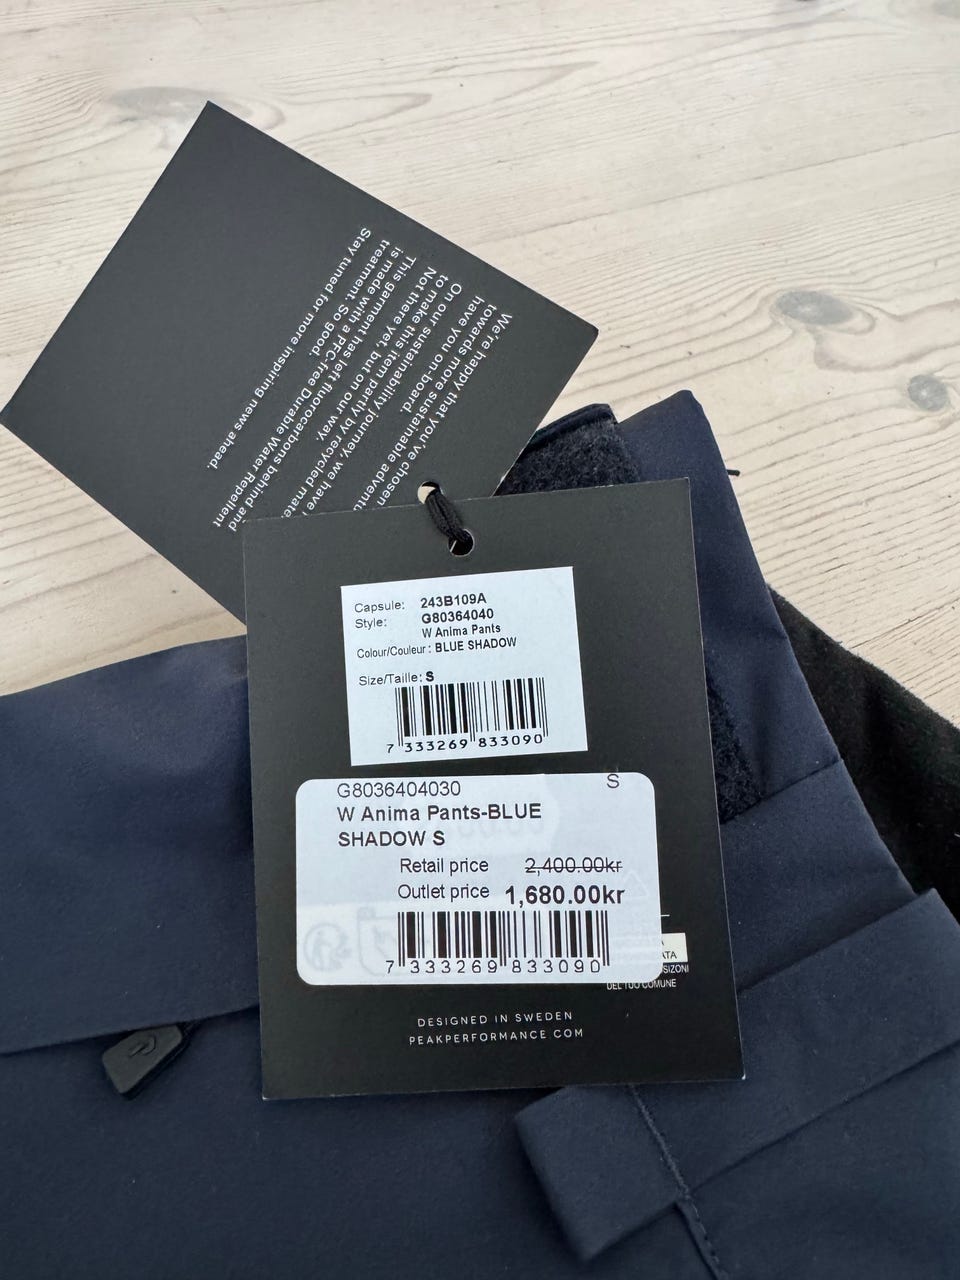 We're happy that you've chosen
towards more sustainable
have you on-board.
On our sustainability journey, we have
to make this item partly by recycled
Not there yet, but on our way.
This garment has left fluorocarbons behind and
is made with a PFC-free Durable Water Repellent
treatment. So good.
Stay tuned for more inspiring news ahead.
Capsule: 243B109A
Style: G80364040
W Anima Pants
Colour/Couleur : BLUE SHADOW
Size/Taille: S
7 333269 833090
G8036404030 S
W Anima Pants-BLUE
SHADOW S
Retail price 2,400.00kr
Outlet price 1,680.00kr
7 333269 833090
DEL TUO COMUNE
DESIGNED IN SWEDEN
PEAKPERFORMANCE COM